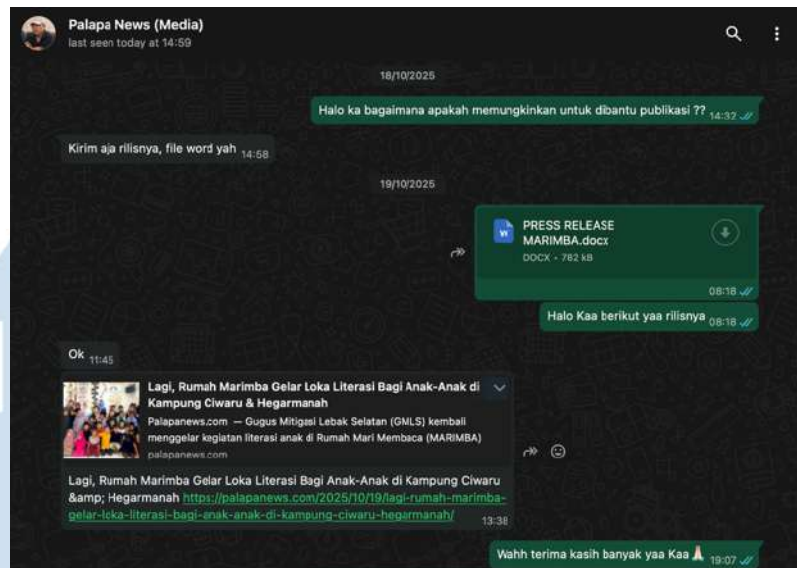 Palapa News (Media)
last seen today at 14:59
18/10/2025
Halo ka bagaimana apakah memungkinkan untuk dibantu publikasi ?? 14:32
Kirim aja rilisnya, file word yah 14:58
19/10/2025
PRESS RELEASE
MARIMBA.docx
DOCX • 782 kB
08:18
Halo Kaa berikut yaa rilisnya 08:18
Ok 11:45
Lagi, Rumah Marimba Gelar Loka Literasi Bagi Anak-Anak di
Kampung Ciwaru & Hegarmanah
Palapanews.com — Gugus Mitigasi Lebak Selatan (GMLS) kembali
menggelar kegiatan literasi anak di Rumah Mari Membaca (MARIMBA)
palapanews.com
Lagi, Rumah Marimba Gelar Loka Literasi Bagi Anak-Anak di Kampung Ciwaru
&amp; Hegarmanah https://palapanews.com/2025/10/19/lagi-rumah-marimba-
gelar-loka-literasi-bagi-anak-anak-di-kampung-ciwaru-hegarmanah/
13:38
Wahh terima kasih banyak yaa Kaa 🙏🏻 19:07